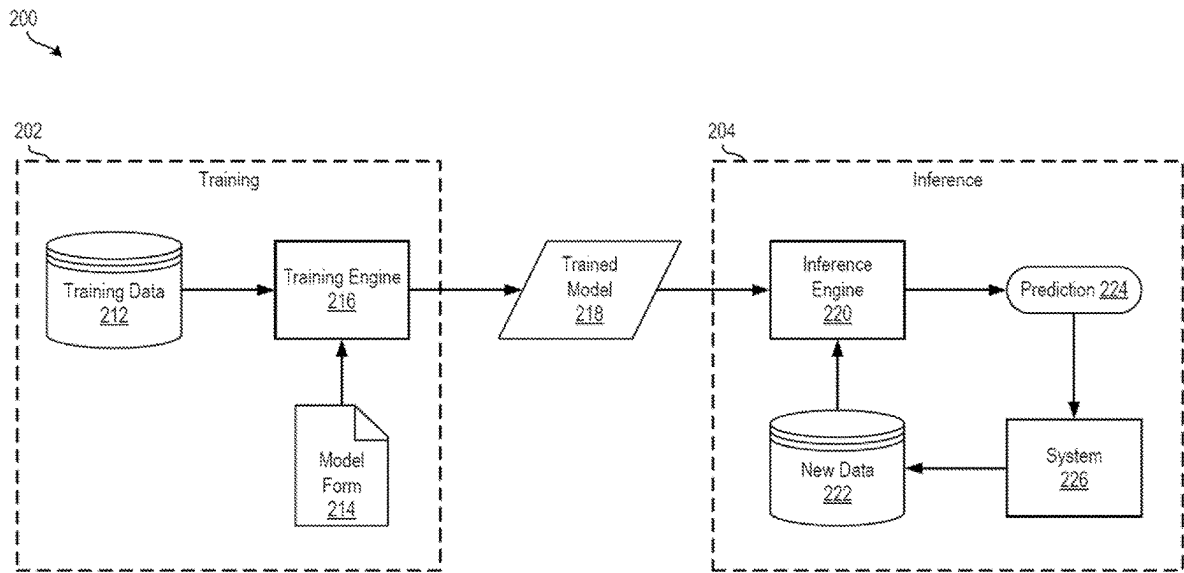 200
202
204
Training
Inference
Training Data
212
Training Engine
216
Trained
Model
218
Inference
Engine
220
Prediction 224
Model
Form
214
New Data
222
System
226